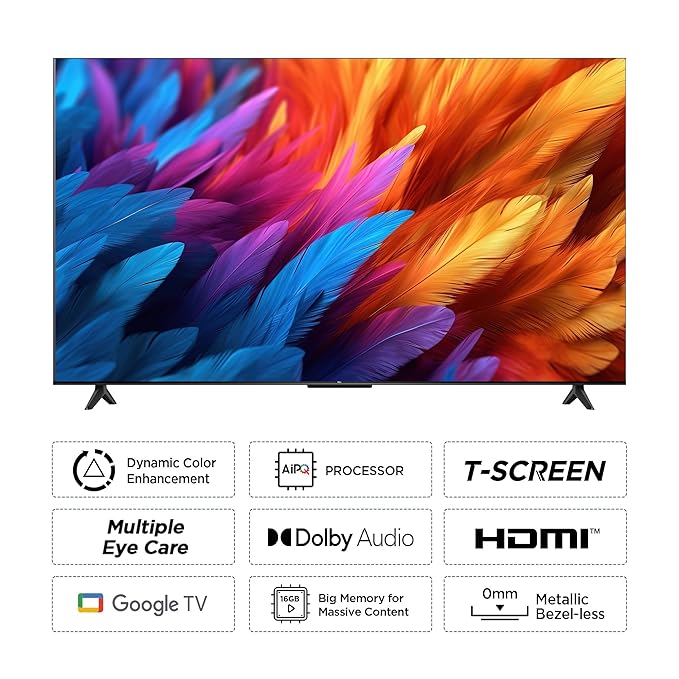 Dynamic Color
Enhancement
AiPQ
PROCESSOR
T-SCREEN
Multiple
Eye Care
Dolby Audio
HDMI™
Google TV
16GB
Big Memory for
Massive Content
0mm
Metallic
Bezel-less